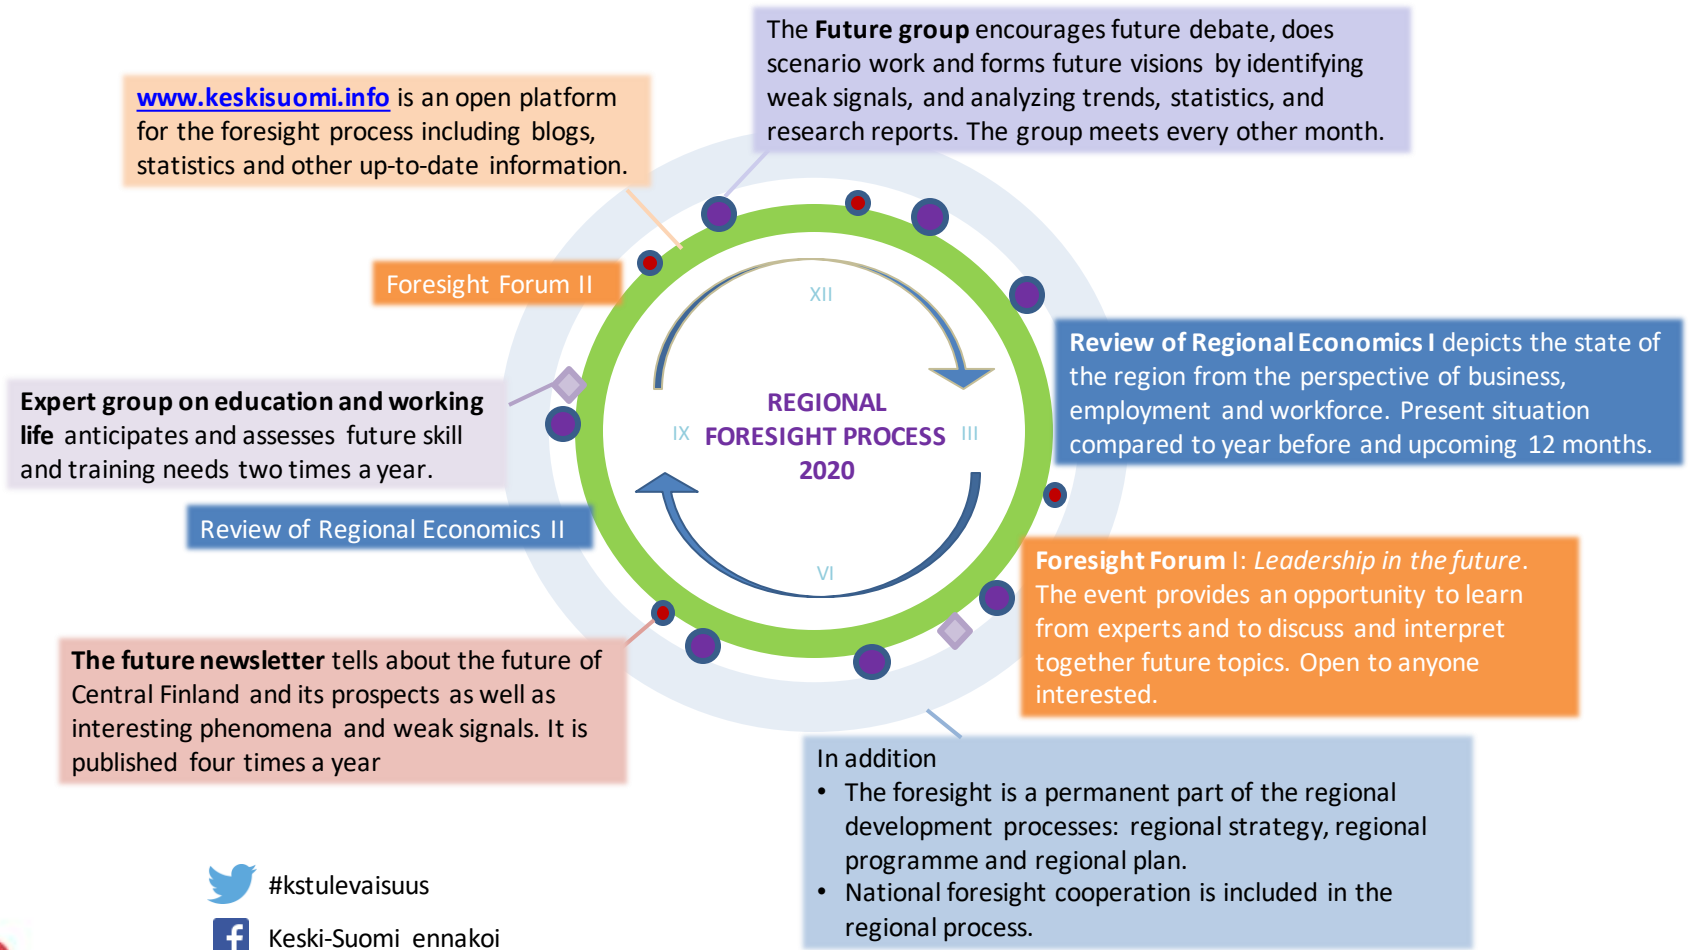 The Future group encourages future debate, does
scenario work and forms future visions by identifying
weak signals, and analyzing trends, statistics, and
research reports. The group meets every other month.
www.keskisuomi.info is an open platform
for the foresight process including blogs,
statistics and other up-to-date information.
Foresight Forum II
XII
Review of Regional Economics I depicts the state of
the region from the perspective of business,
employment and workforce. Present situation
compared to year before and upcoming 12 months.
Expert group on education and working
life anticipates and assesses future skill
and training needs two times a year.
REGIONAL
IX FORESIGHT PROCESS III
2020
Review of Regional Economics II
VI
Foresight Forum I: Leadership in the future.
The event provides an opportunity to learn
from experts and to discuss and interpret
together future topics. Open to anyone
interested.
The future newsletter tells about the future of
Central Finland and its prospects as well as
interesting phenomena and weak signals. It is
published four times a year
In addition
• The foresight is a permanent part of the regional
development processes: regional strategy, regional
programme and regional plan.
• National foresight cooperation is included in the
regional process.
#kstulevaisuus
Keski-Suomi ennakoi